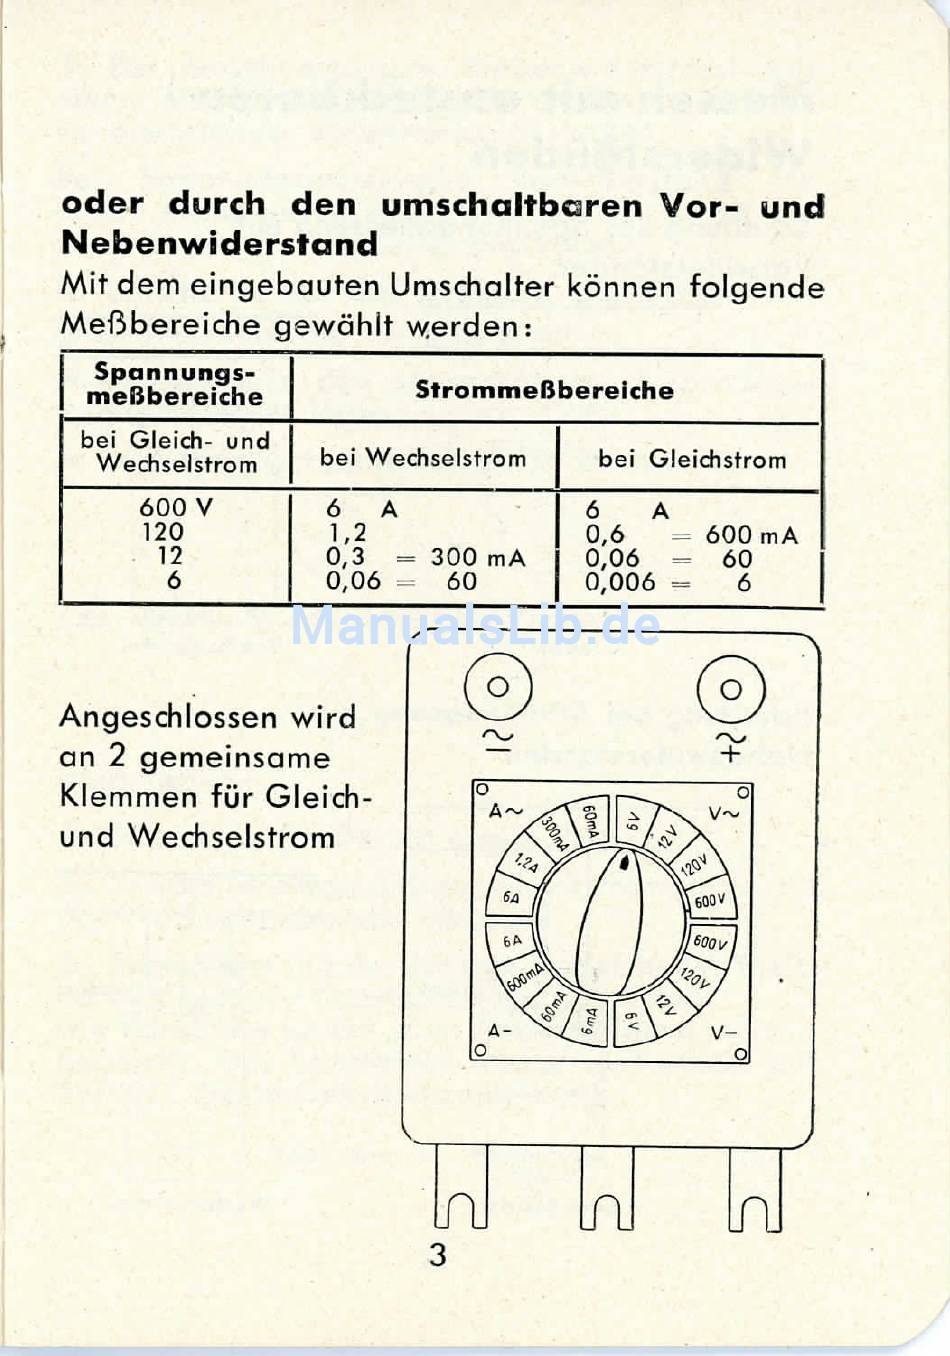 oder durch den umschaltbaren Vor- und
Nebenwiderstand
Mit dem eingebauten Umschalter können folgende
Meßbereiche gewählt werden:
Spannungs-
meßbereiche
Strommeßbereiche
bei Gleich- und
Wechselstrom
bei Wechselstrom
bei Gleichstrom
600 V 6 A 6 A
120 1,2 0,6 = 600 mA
12 0,3 = 300 mA 0,06 = 60
6 0,06 = 60 0,006 = 6
ManualsLib.de
Angeschlossen wird
an 2 gemeinsame
Klemmen für Gleich-
und Wechselstrom
~ ~
− +
A~ V~
6A
1,2A
300mA
60mA
6V
12V
120V
600V
600V
120V
12V
6V
6mA
60mA
600mA
6A
A− V−
3